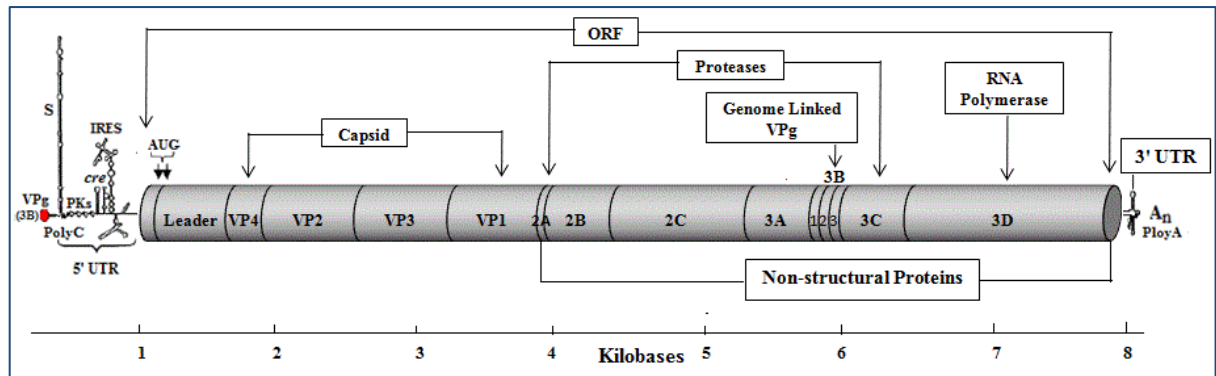 ORF
Proteases
RNA
Polymerase
Genome Linked
VPg
S
IRES
AUG
Capsid
3' UTR
cre
3B
VPg
(3B)
PKs
Leader
VP4
VP2
VP3
VP1
2A
2B
2C
3A
1
2
3
3C
3D
An
PolyC
PloyA
5' UTR
Non-structural Proteins
1
2
3
4
Kilobases
5
6
7
8